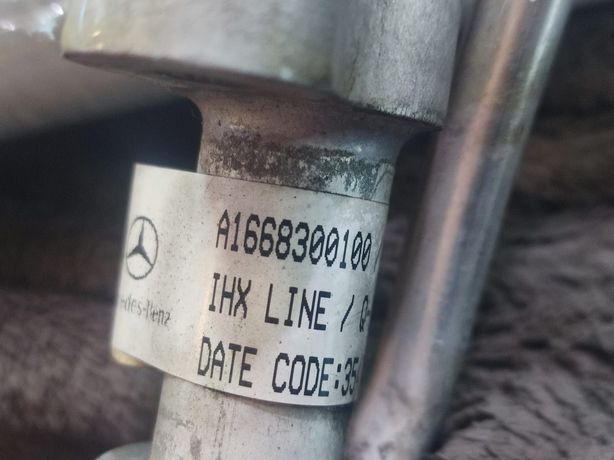 A1668300100 /
IHX LINE / Q-
DATE CODE:35